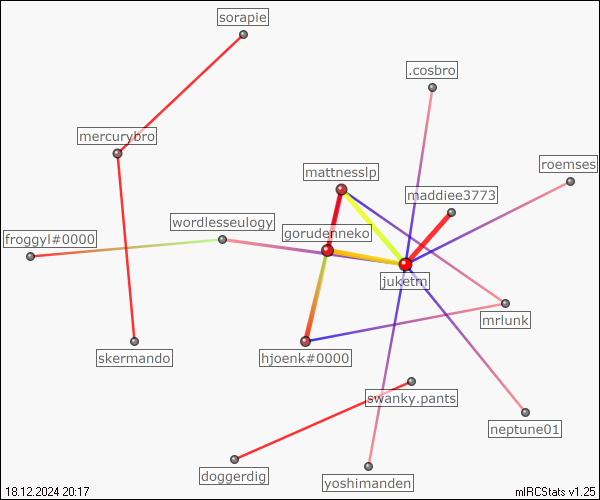 sorapie
.cosbro
mercurybro
roemses
mattnesslp
maddiee3773
wordlesseulogy
gorudenneko
froggyl#0000
juketm
mrlunk
skermando
hjoenk#0000
swanky.pants
neptune01
doggerdig
yoshimanden
18.12.2024 20:17
mIRCStats v1.25